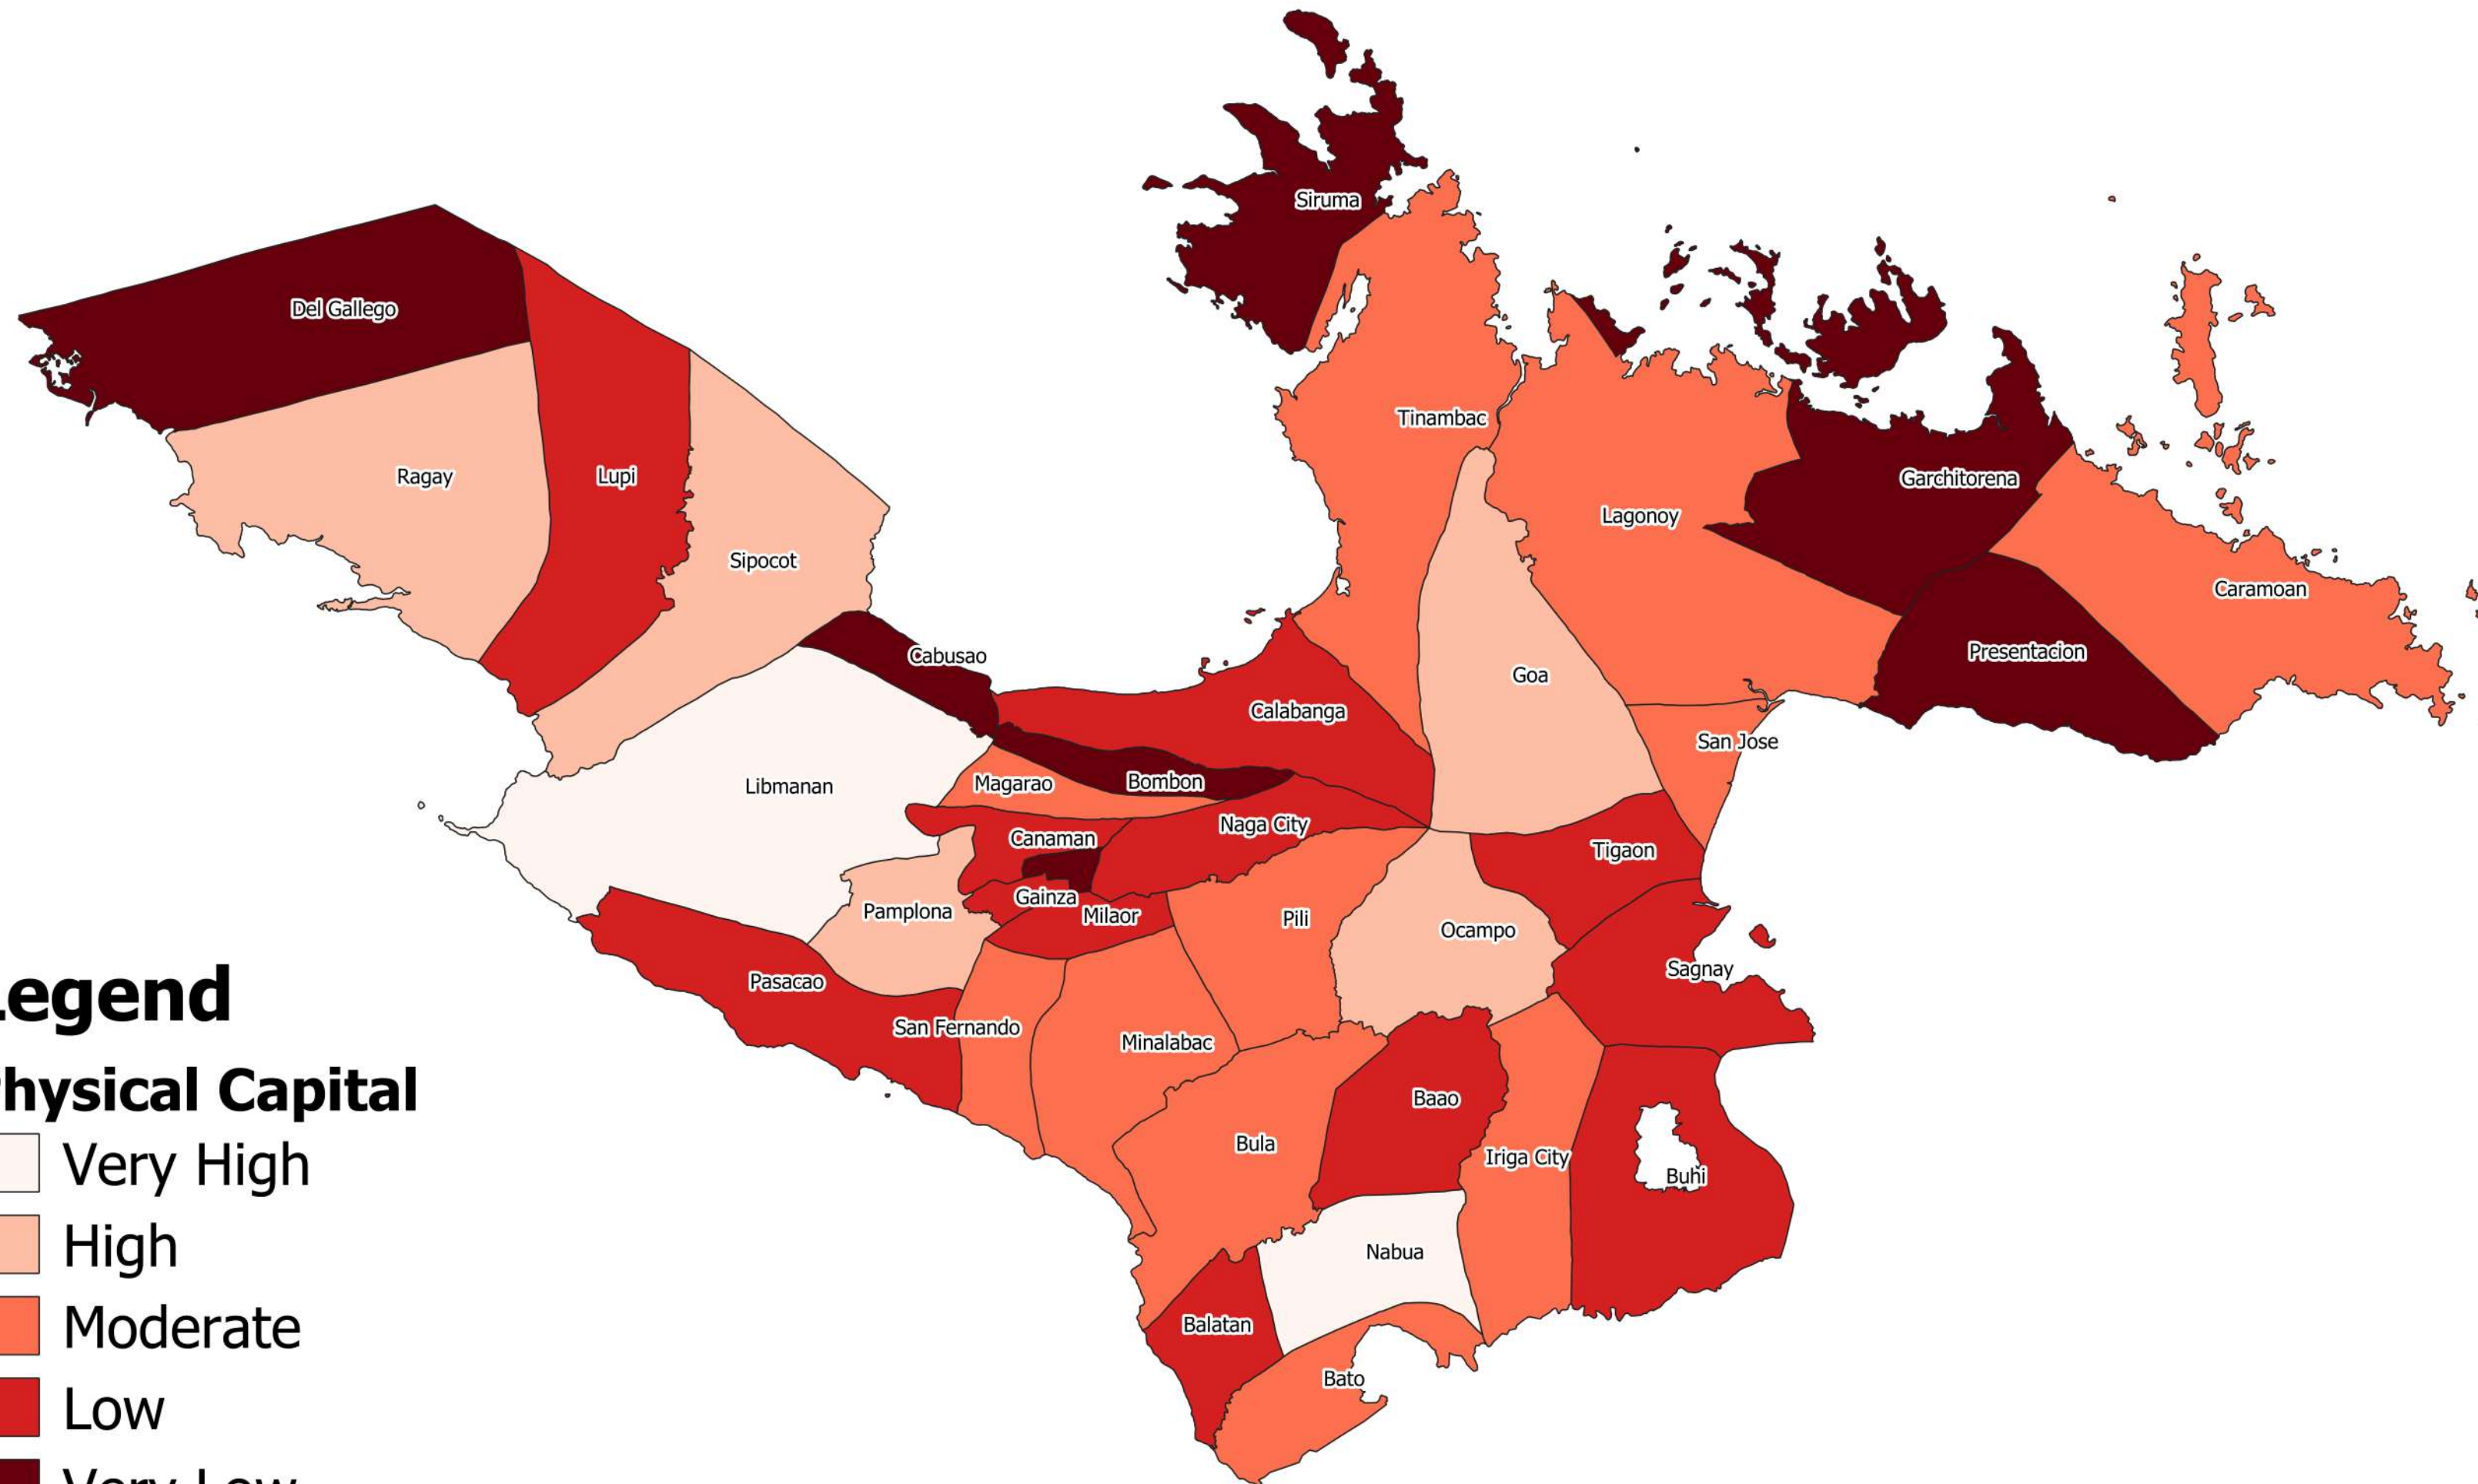 Siruma
Del Gallego
Tinambac
Ragay
Lupi
Garchitorena
Lagonoy
Sipocot
Caramoan
Cabusao
Presentacion
Goa
Calabanga
San Jose
Libmanan
Magarao
Bombon
Naga City
Canaman
Tigaon
Gainza
Pamplona
Milaor
Pili
Ocampo
Sagnay
Pasacao
San Fernando
Minalabac
Baao
Bula
Iriga City
Buhi
Nabua
Balatan
Bato
Legend
Physical Capital
Very High
High
Moderate
Low
Very Low